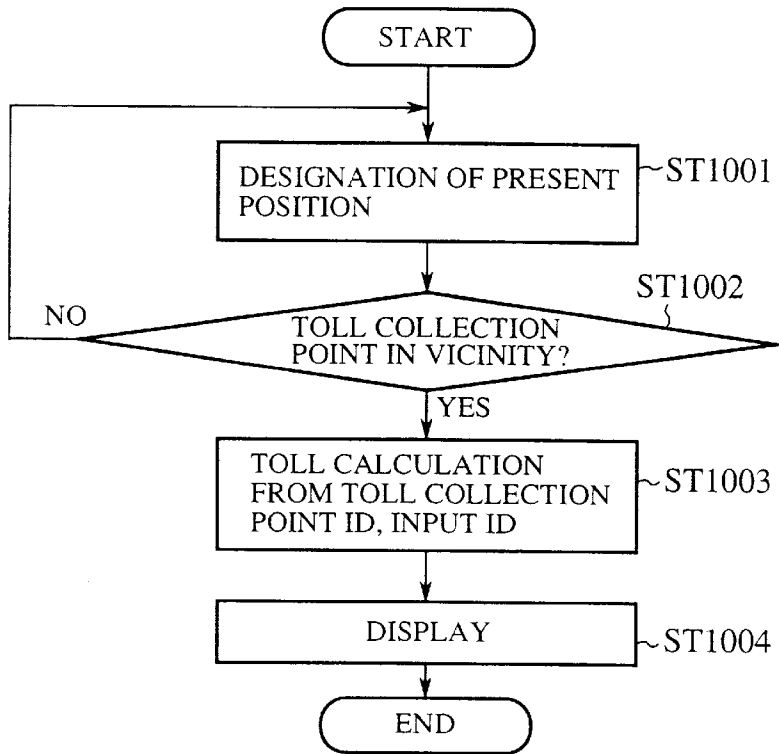 START
DESIGNATION OF PRESENT
POSITION
ST1001
ST1002
NO
TOLL COLLECTION
POINT IN VICINITY?
YES
TOLL CALCULATION
FROM TOLL COLLECTION
POINT ID, INPUT ID
ST1003
DISPLAY
ST1004
END